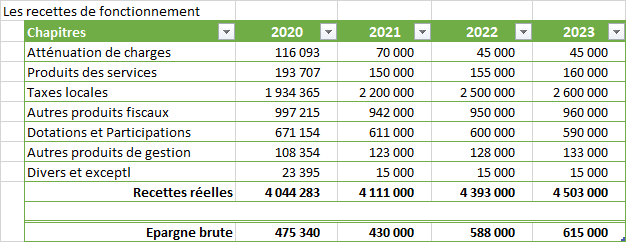 Les recettes de fonctionnement
Chapitres 2020 2021 2022 2023
Atténuation de charges 116 093 70 000 45 000 45 000
Produits des services 193 707 150 000 155 000 160 000
Taxes locales 1 934 365 2 200 000 2 500 000 2 600 000
Autres produits fiscaux 997 215 942 000 950 000 960 000
Dotations et Participations 671 154 611 000 600 000 590 000
Autres produits de gestion 108 354 123 000 128 000 133 000
Divers et exceptl 23 395 15 000 15 000 15 000
Recettes réelles 4 044 283 4 111 000 4 393 000 4 503 000
Epargne brute 475 340 430 000 588 000 615 000